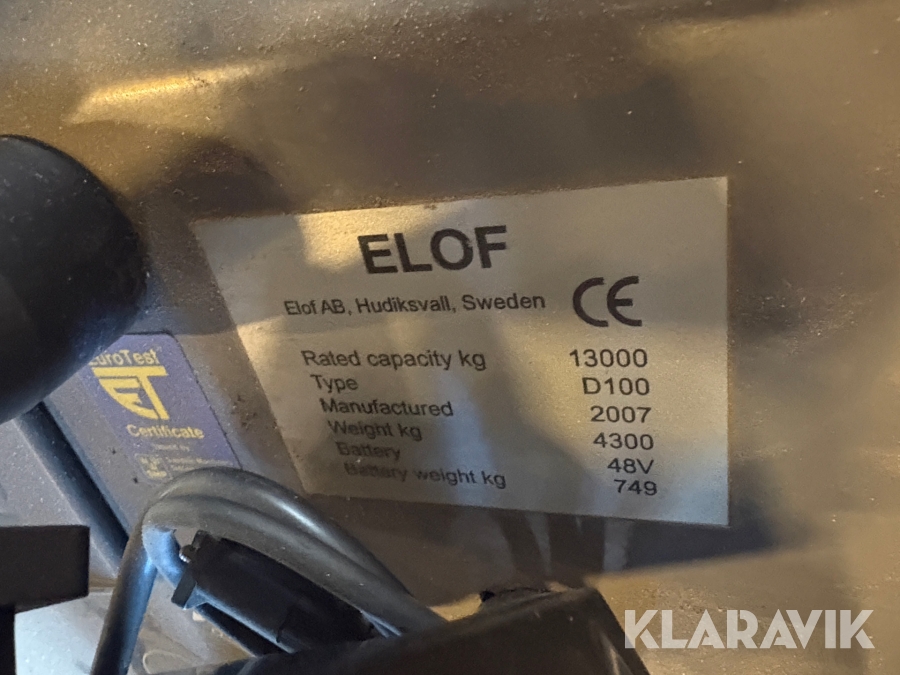 ELOF
Elof AB, Hudiksvall, Sweden CE
Rated capacity kg 13000
Type D100
Manufactured 2007
Weight kg 4300
Battery 48V
Battery weight kg 749
EuroTest
ET
Certificate
KLARAVIK